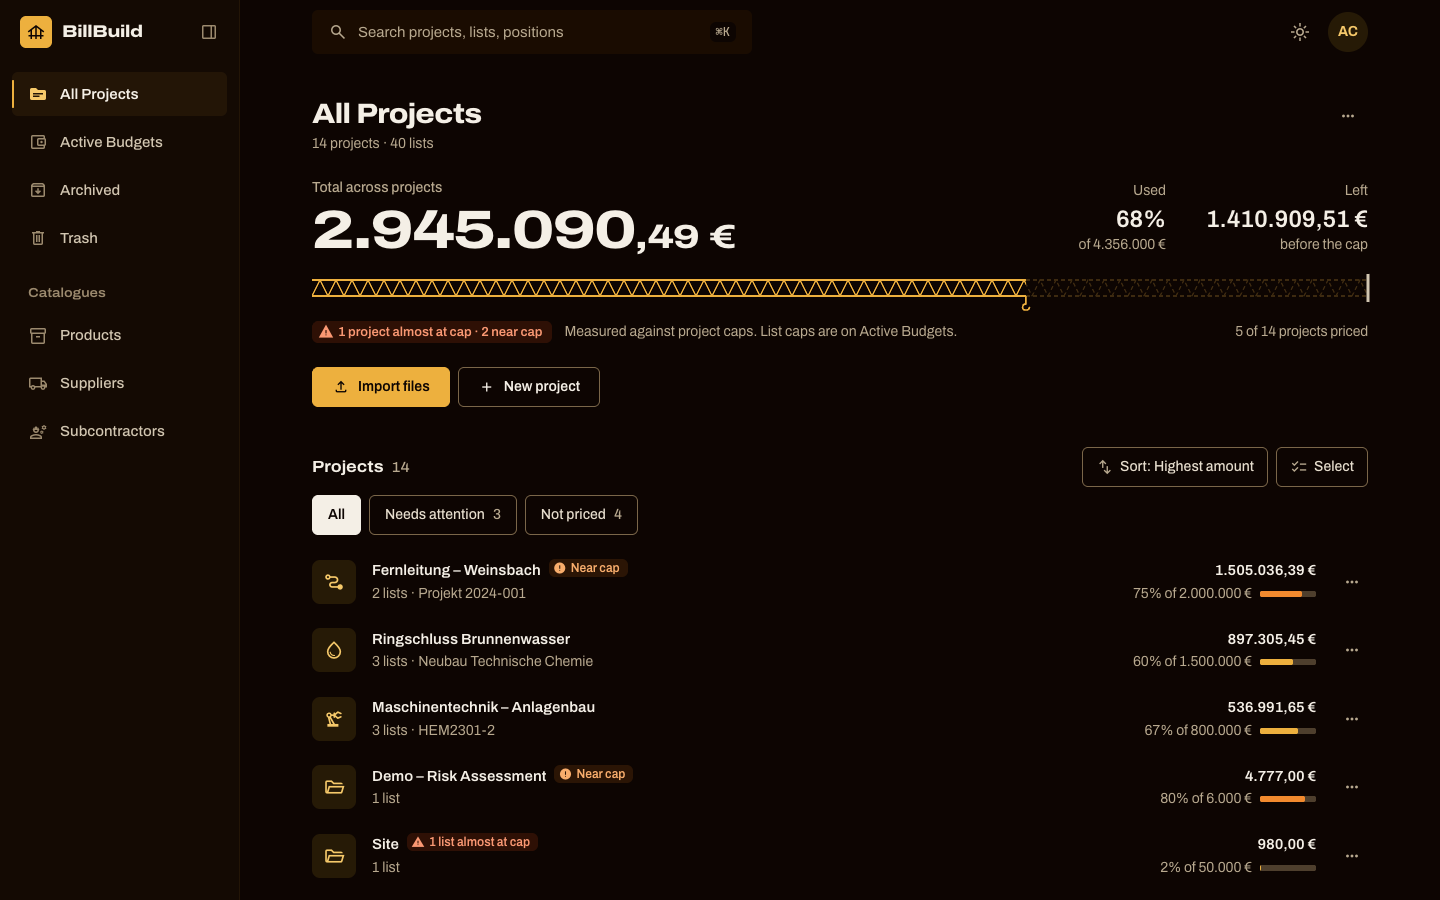 BillBuild
Search projects, lists, positions
⌘K
AC
All Projects
Active Budgets
Archived
Trash
Catalogues
Products
Suppliers
Subcontractors
All Projects
14 projects · 40 lists
Total across projects
2.945.090,49 €
Used
68%
of 4.356.000 €
Left
1.410.909,51 €
before the cap
1 project almost at cap · 2 near cap
Measured against project caps. List caps are on Active Budgets.
5 of 14 projects priced
Import files
New project
Projects 14
Sort: Highest amount
Select
All
Needs attention 3
Not priced 4
Fernleitung – Weinsbach
Near cap
2 lists · Projekt 2024-001
1.505.036,39 €
75% of 2.000.000 €
Ringschluss Brunnenwasser
3 lists · Neubau Technische Chemie
897.305,45 €
60% of 1.500.000 €
Maschinentechnik – Anlagenbau
3 lists · HEM2301-2
536.991,65 €
67% of 800.000 €
Demo – Risk Assessment
Near cap
1 list
4.777,00 €
80% of 6.000 €
Site
1 list almost at cap
1 list
980,00 €
2% of 50.000 €